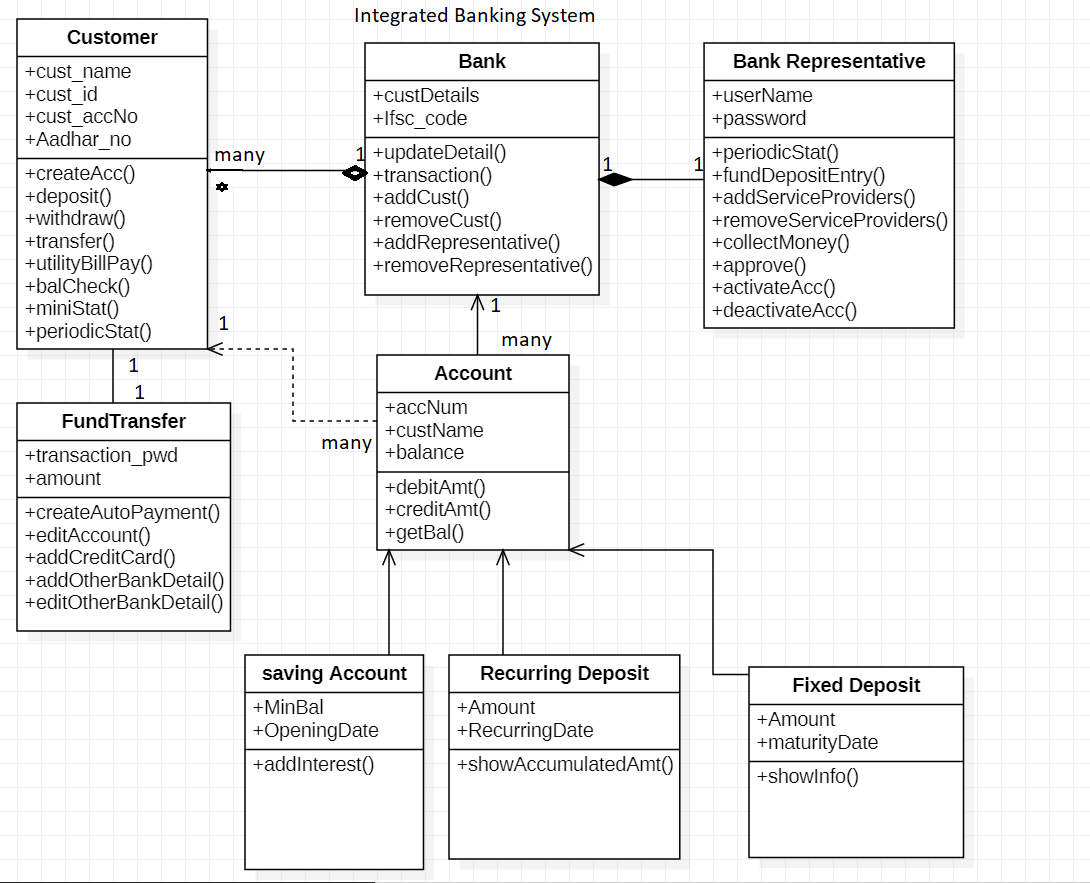 Integrated Banking System
Customer
+cust_name
+cust_id
+cust_accNo
+Aadhar_no
+createAcc()
+deposit()
+withdraw()
+transfer()
+utilityBillPay()
+balCheck()
+miniStat()
+periodicStat()
many
*
1
Bank
+custDetails
+Ifsc_code
+updateDetail()
+transaction()
+addCust()
+removeCust()
+addRepresentative()
+removeRepresentative()
1
1
Bank Representative
+userName
+password
+periodicStat()
+fundDepositEntry()
+addServiceProviders()
+removeServiceProviders()
+collectMoney()
+approve()
+activateAcc()
+deactivateAcc()
1
many
1
many
1
1
FundTransfer
+transaction_pwd
+amount
+createAutoPayment()
+editAccount()
+addCreditCard()
+addOtherBankDetail()
+editOtherBankDetail()
Account
+accNum
+custName
+balance
+debitAmt()
+creditAmt()
+getBal()
saving Account
+MinBal
+OpeningDate
+addInterest()
Recurring Deposit
+Amount
+RecurringDate
+showAccumulatedAmt()
Fixed Deposit
+Amount
+maturityDate
+showInfo()